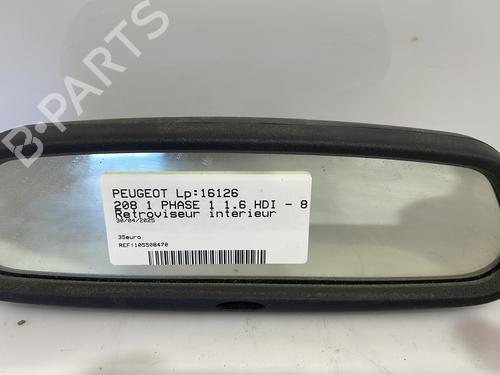 PEUGEOT Lp:16126
208 1 PHASE 1 1.6 HDI - 8
Retroviseur interieur
30/04/2025
35euro
REF:105508470